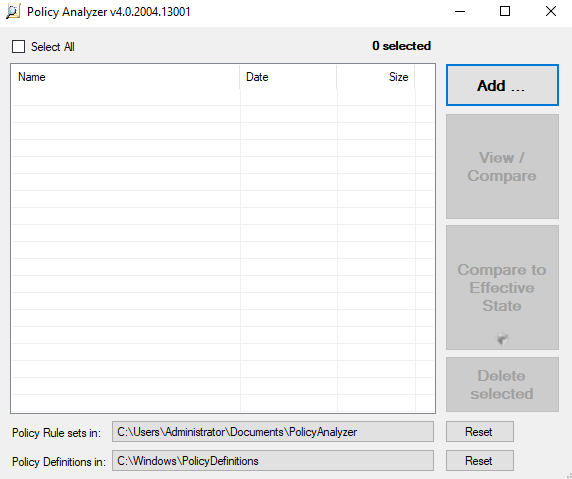 Policy Analyzer v4.0.2004.13001
Select All
0 selected
Name Date Size
Add ...
View /
Compare
Compare to
Effective
State
Delete
selected
Policy Rule sets in: C:\Users\Administrator\Documents\PolicyAnalyzer Reset
Policy Definitions in: C:\Windows\PolicyDefinitions Reset